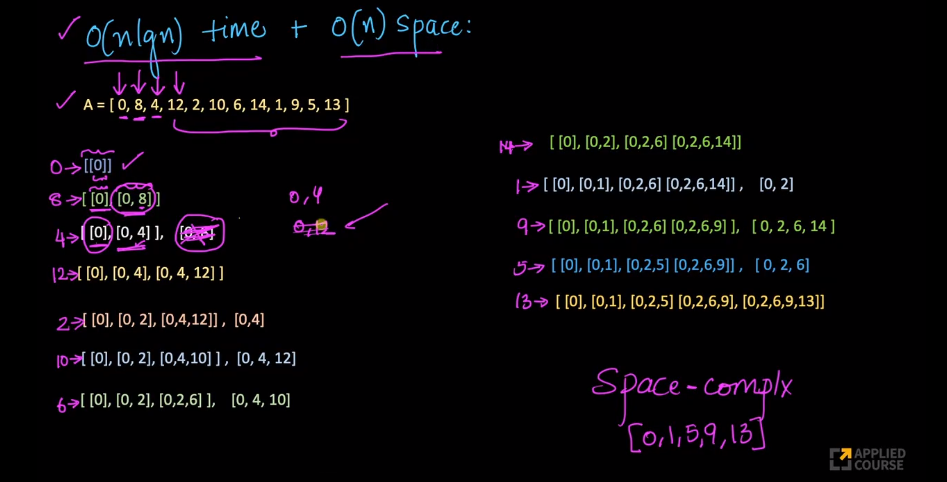 O(nlgn) time + O(n) Space:
A = [ 0, 8, 4, 12, 2, 10, 6, 14, 1, 9, 5, 13 ]
0→ [[0]]
8→ [ [0], [0, 8] ]
4→ [ [0], [0, 4] ], [0, 8]
12→ [ [0], [0, 4], [0, 4, 12] ]
2→ [ [0], [0, 2], [0,4,12]] , [0,4]
10→ [ [0], [0, 2], [0,4,10] ] , [0, 4, 12]
6→ [ [0], [0, 2], [0,2,6] ], [0, 4, 10]
0, 4
14→ [ [0], [0,2], [0,2,6] [0,2,6,14]]
1→ [ [0], [0,1], [0,2,6] [0,2,6,14]] , [0, 2]
9→ [ [0], [0,1], [0,2,6] [0,2,6,9]] , [ 0, 2, 6, 14 ]
5→ [ [0], [0,1], [0,2,5] [0,2,6,9]] , [ 0, 2, 6]
13→ [ [0], [0,1], [0,2,5] [0,2,6,9], [0,2,6,9,13]]
Space-complx
[0,1,5,9,13]
APPLIED
COURSE